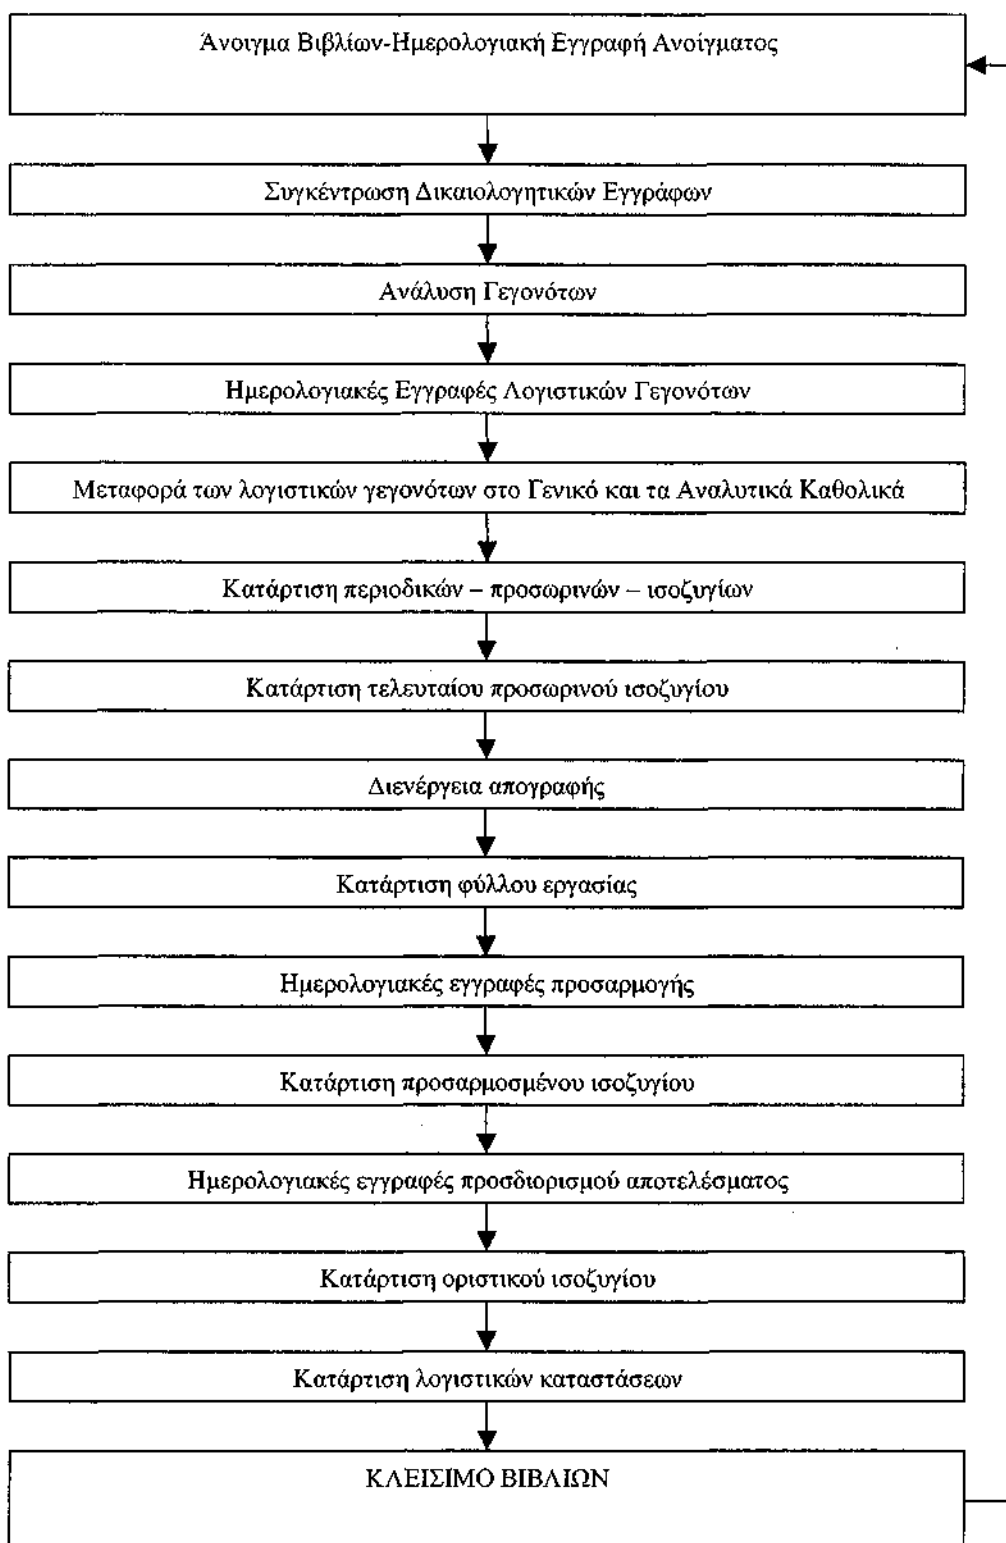 Άνοιγμα Βιβλίων-Ημερολογιακή Εγγραφή Ανοίγματος
Συγκέντρωση Δικαιολογητικών Εγγράφων
Ανάλυση Γεγονότων
Ημερολογιακές Εγγραφές Λογιστικών Γεγονότων
Μεταφορά των λογιστικών γεγονότων στο Γενικό και τα Αναλυτικά Καθολικά
Κατάρτιση περιοδικών – προσωρινών – ισοζυγίων
Κατάρτιση τελευταίου προσωρινού ισοζυγίου
Διενέργεια απογραφής
Κατάρτιση φύλλου εργασίας
Ημερολογιακές εγγραφές προσαρμογής
Κατάρτιση προσαρμοσμένου ισοζυγίου
Ημερολογιακές εγγραφές προσδιορισμού αποτελέσματος
Κατάρτιση οριστικού ισοζυγίου
Κατάρτιση λογιστικών καταστάσεων
ΚΛΕΙΣΙΜΟ ΒΙΒΛΙΩΝ